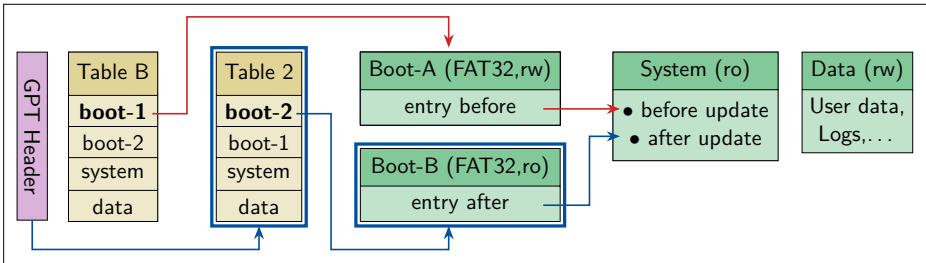 GPT Header
Table B
boot-1
boot-2
system
data
Table 2
boot-2
boot-1
system
data
Boot-A (FAT32,rw)
entry before
Boot-B (FAT32,ro)
entry after
System (ro)
• before update
• after update
Data (rw)
User data,
Logs,...